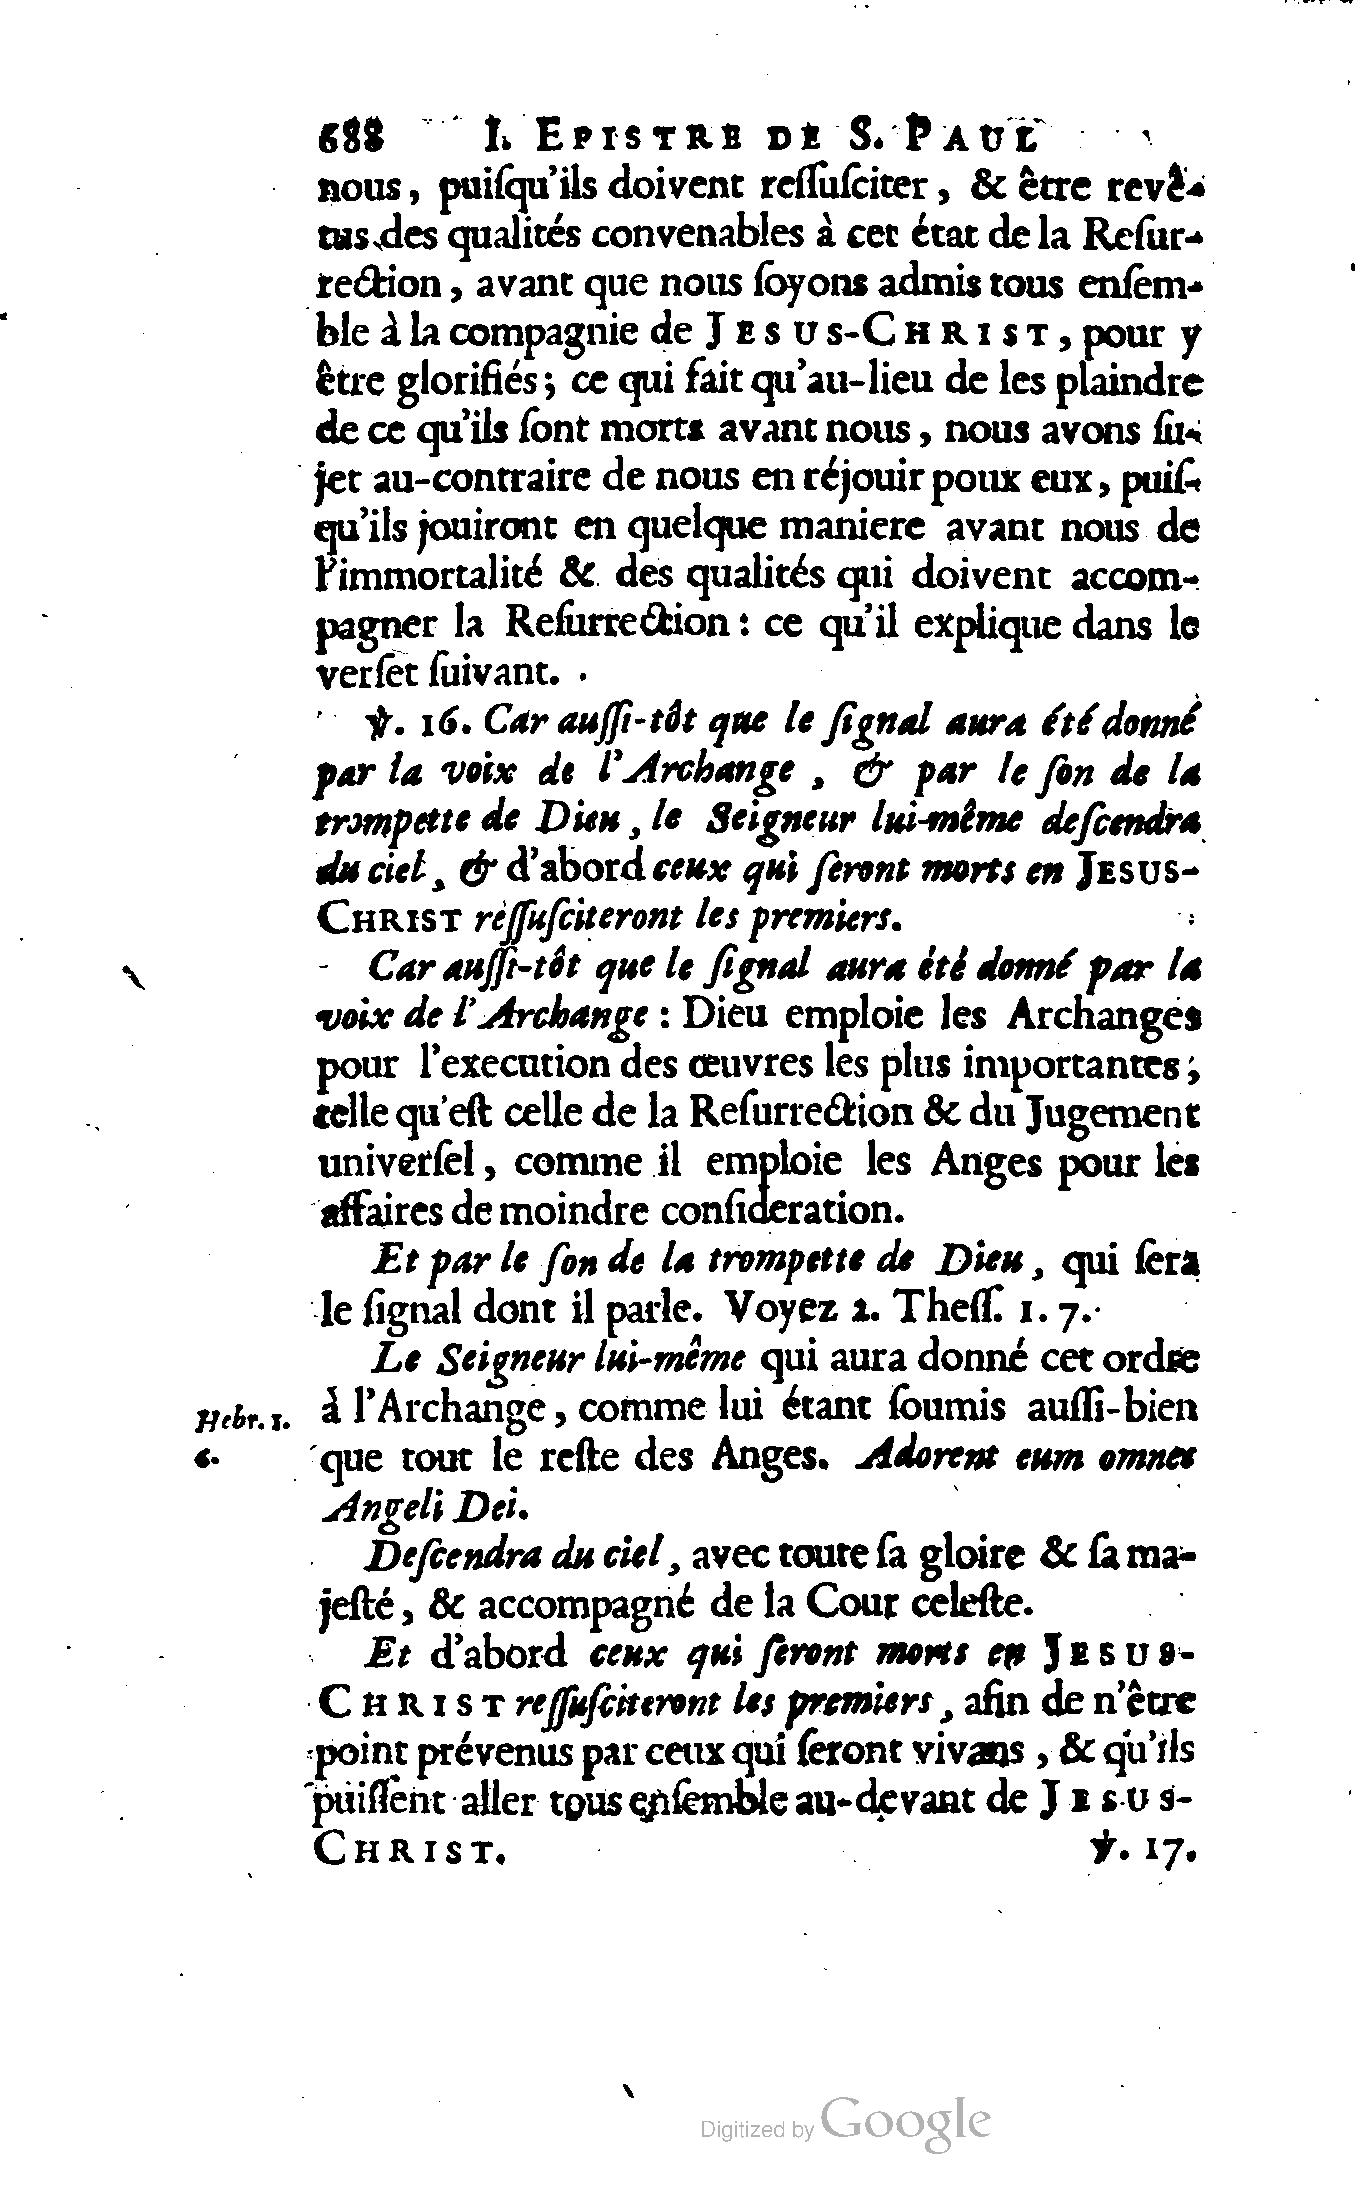 688 I. EPISTRE DE S. PAUL
nous, puiſqu'ils doivent reſſuſciter, & être revê-
tus des qualités convenables à cet état de la Reſur-
rection, avant que nous ſoyons admis tous enſem-
ble à la compagnie de JESUS-CHRIST, pour y
être glorifiés; ce qui fait qu'au-lieu de les plaindre
de ce qu'ils ſont morts avant nous, nous avons ſu-
jet au-contraire de nous en réjouir poux eux, puiſ-
qu'ils jouiront en quelque maniere avant nous de
l'immortalité & des qualités qui doivent accom-
pagner la Reſurrection: ce qu'il explique dans le
verſet ſuivant.
℣. 16. Car auſſi-tôt que le ſignal aura été donné
par la voix de l'Archange, & par le ſon de la
trompette de Dieu, le Seigneur lui-même deſcendra
du ciel, & d'abord ceux qui ſeront morts en JESUS-
CHRIST reſſuſciteront les premiers.
Car auſſi-tôt que le ſignal aura été donné par la
voix de l'Archange: Dieu emploie les Archanges
pour l'execution des œuvres les plus importantes;
telle qu'eſt celle de la Reſurrection & du Jugement
univerſel, comme il emploie les Anges pour les
affaires de moindre conſideration.
Et par le ſon de la trompette de Dieu, qui ſera
le ſignal dont il parle. Voyez 2. Theſſ. 1. 7.
Le Seigneur lui-même qui aura donné cet ordre
Hebr. 1. à l'Archange, comme lui étant ſoumis auſſi-bien
6. que tout le reſte des Anges. Adorent eum omnes
Angeli Dei.
Deſcendra du ciel, avec toute ſa gloire & ſa ma-
jeſté, & accompagné de la Cour celeſte.
Et d'abord ceux qui ſeront morts en JESUS-
CHRIST reſſuſciteront les premiers, afin de n'être
point prévenus par ceux qui ſeront vivans, & qu'ils
puiſſent aller tous enſemble au-devant de JESUS-
CHRIST. ℣. 17.
Digitized by Google